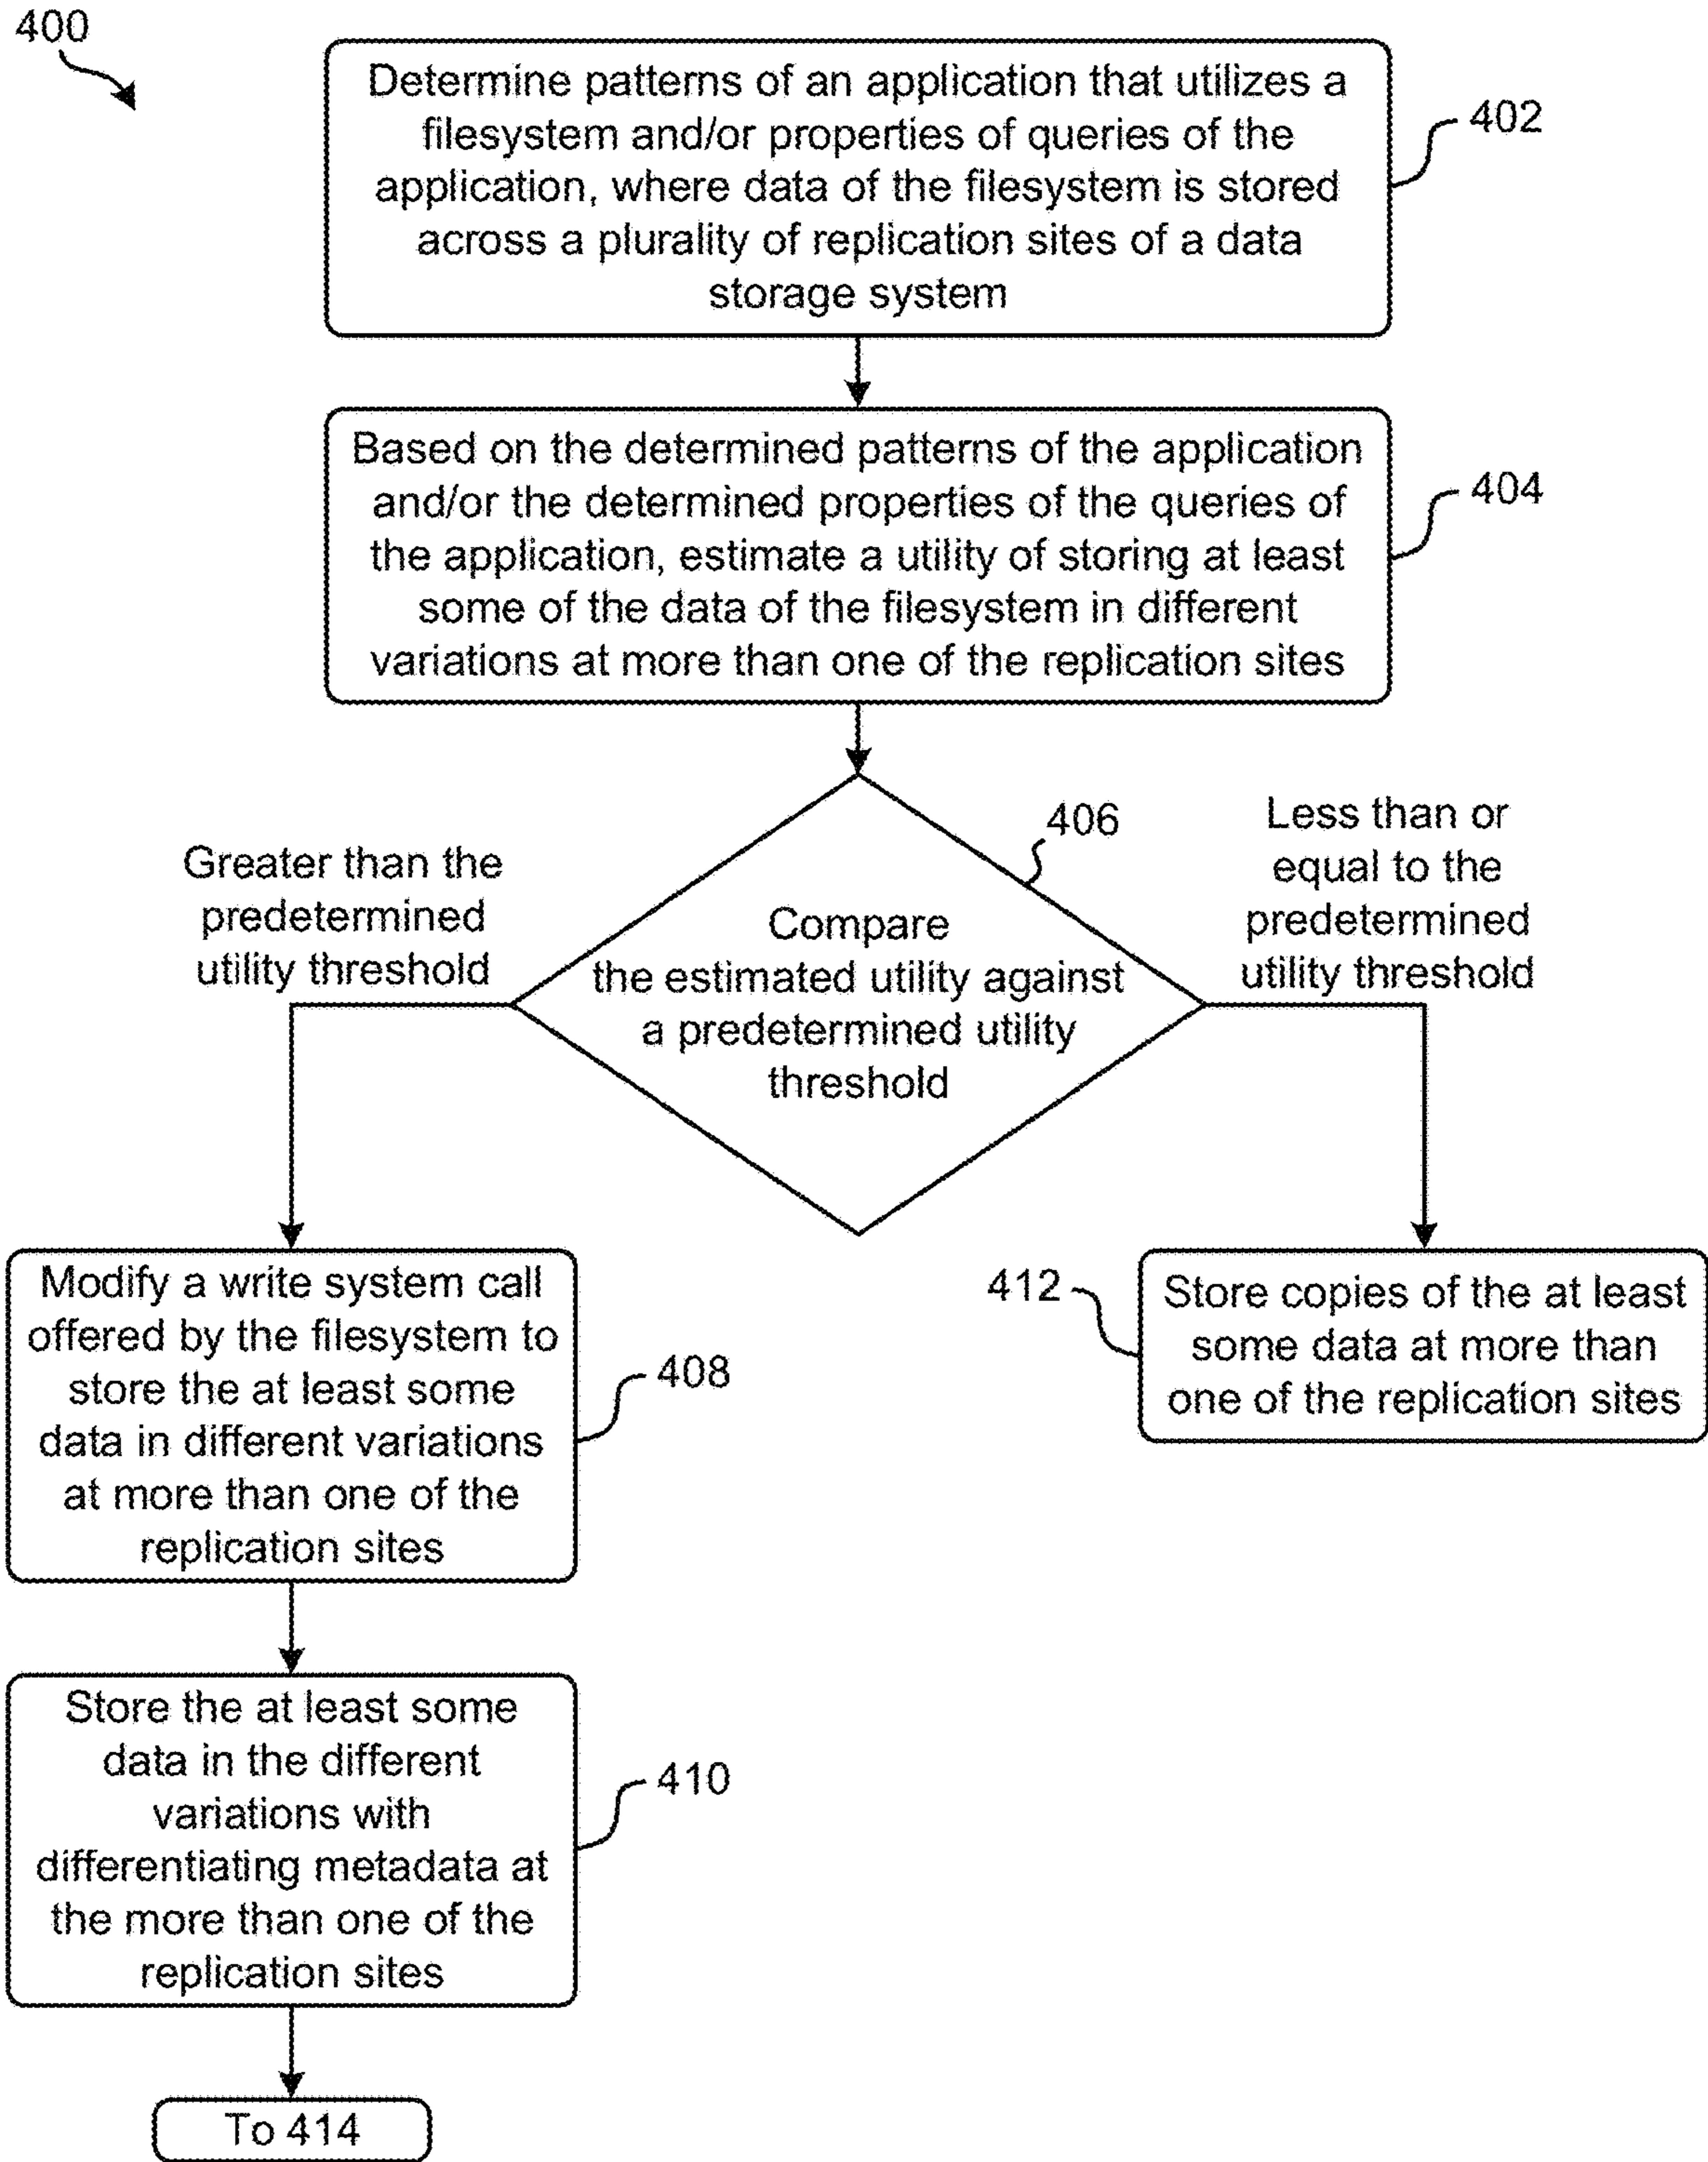 400
Determine patterns of an application that utilizes a
filesystem and/or properties of queries of the
application, where data of the filesystem is stored
across a plurality of replication sites of a data
storage system
402
Based on the determined patterns of the application
and/or the determined properties of the queries of
the application, estimate a utility of storing at least
some of the data of the filesystem in different
variations at more than one of the replication sites
404
406
Greater than the
predetermined
utility threshold
Compare
the estimated utility against
a predetermined utility
threshold
Less than or
equal to the
predetermined
utility threshold
Modify a write system call
offered by the filesystem to
store the at least some
data in different variations
at more than one of the
replication sites
408
412
Store copies of the at least
some data at more than
one of the replication sites
Store the at least some
data in the different
variations with
differentiating metadata at
the more than one of the
replication sites
410
To 414